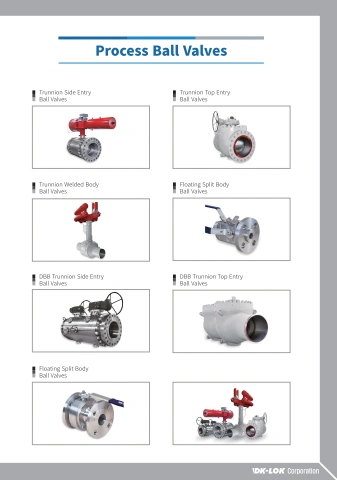 Process Ball Valves
Trunnion Side Entry
Ball Valves
Trunnion Top Entry
Ball Valves
Trunnion Welded Body
Ball Valves
Floating Split Body
Ball Valves
DBB Trunnion Side Entry
Ball Valves
DBB Trunnion Top Entry
Ball Valves
Floating Split Body
Ball Valves
DK-LOK Corporation